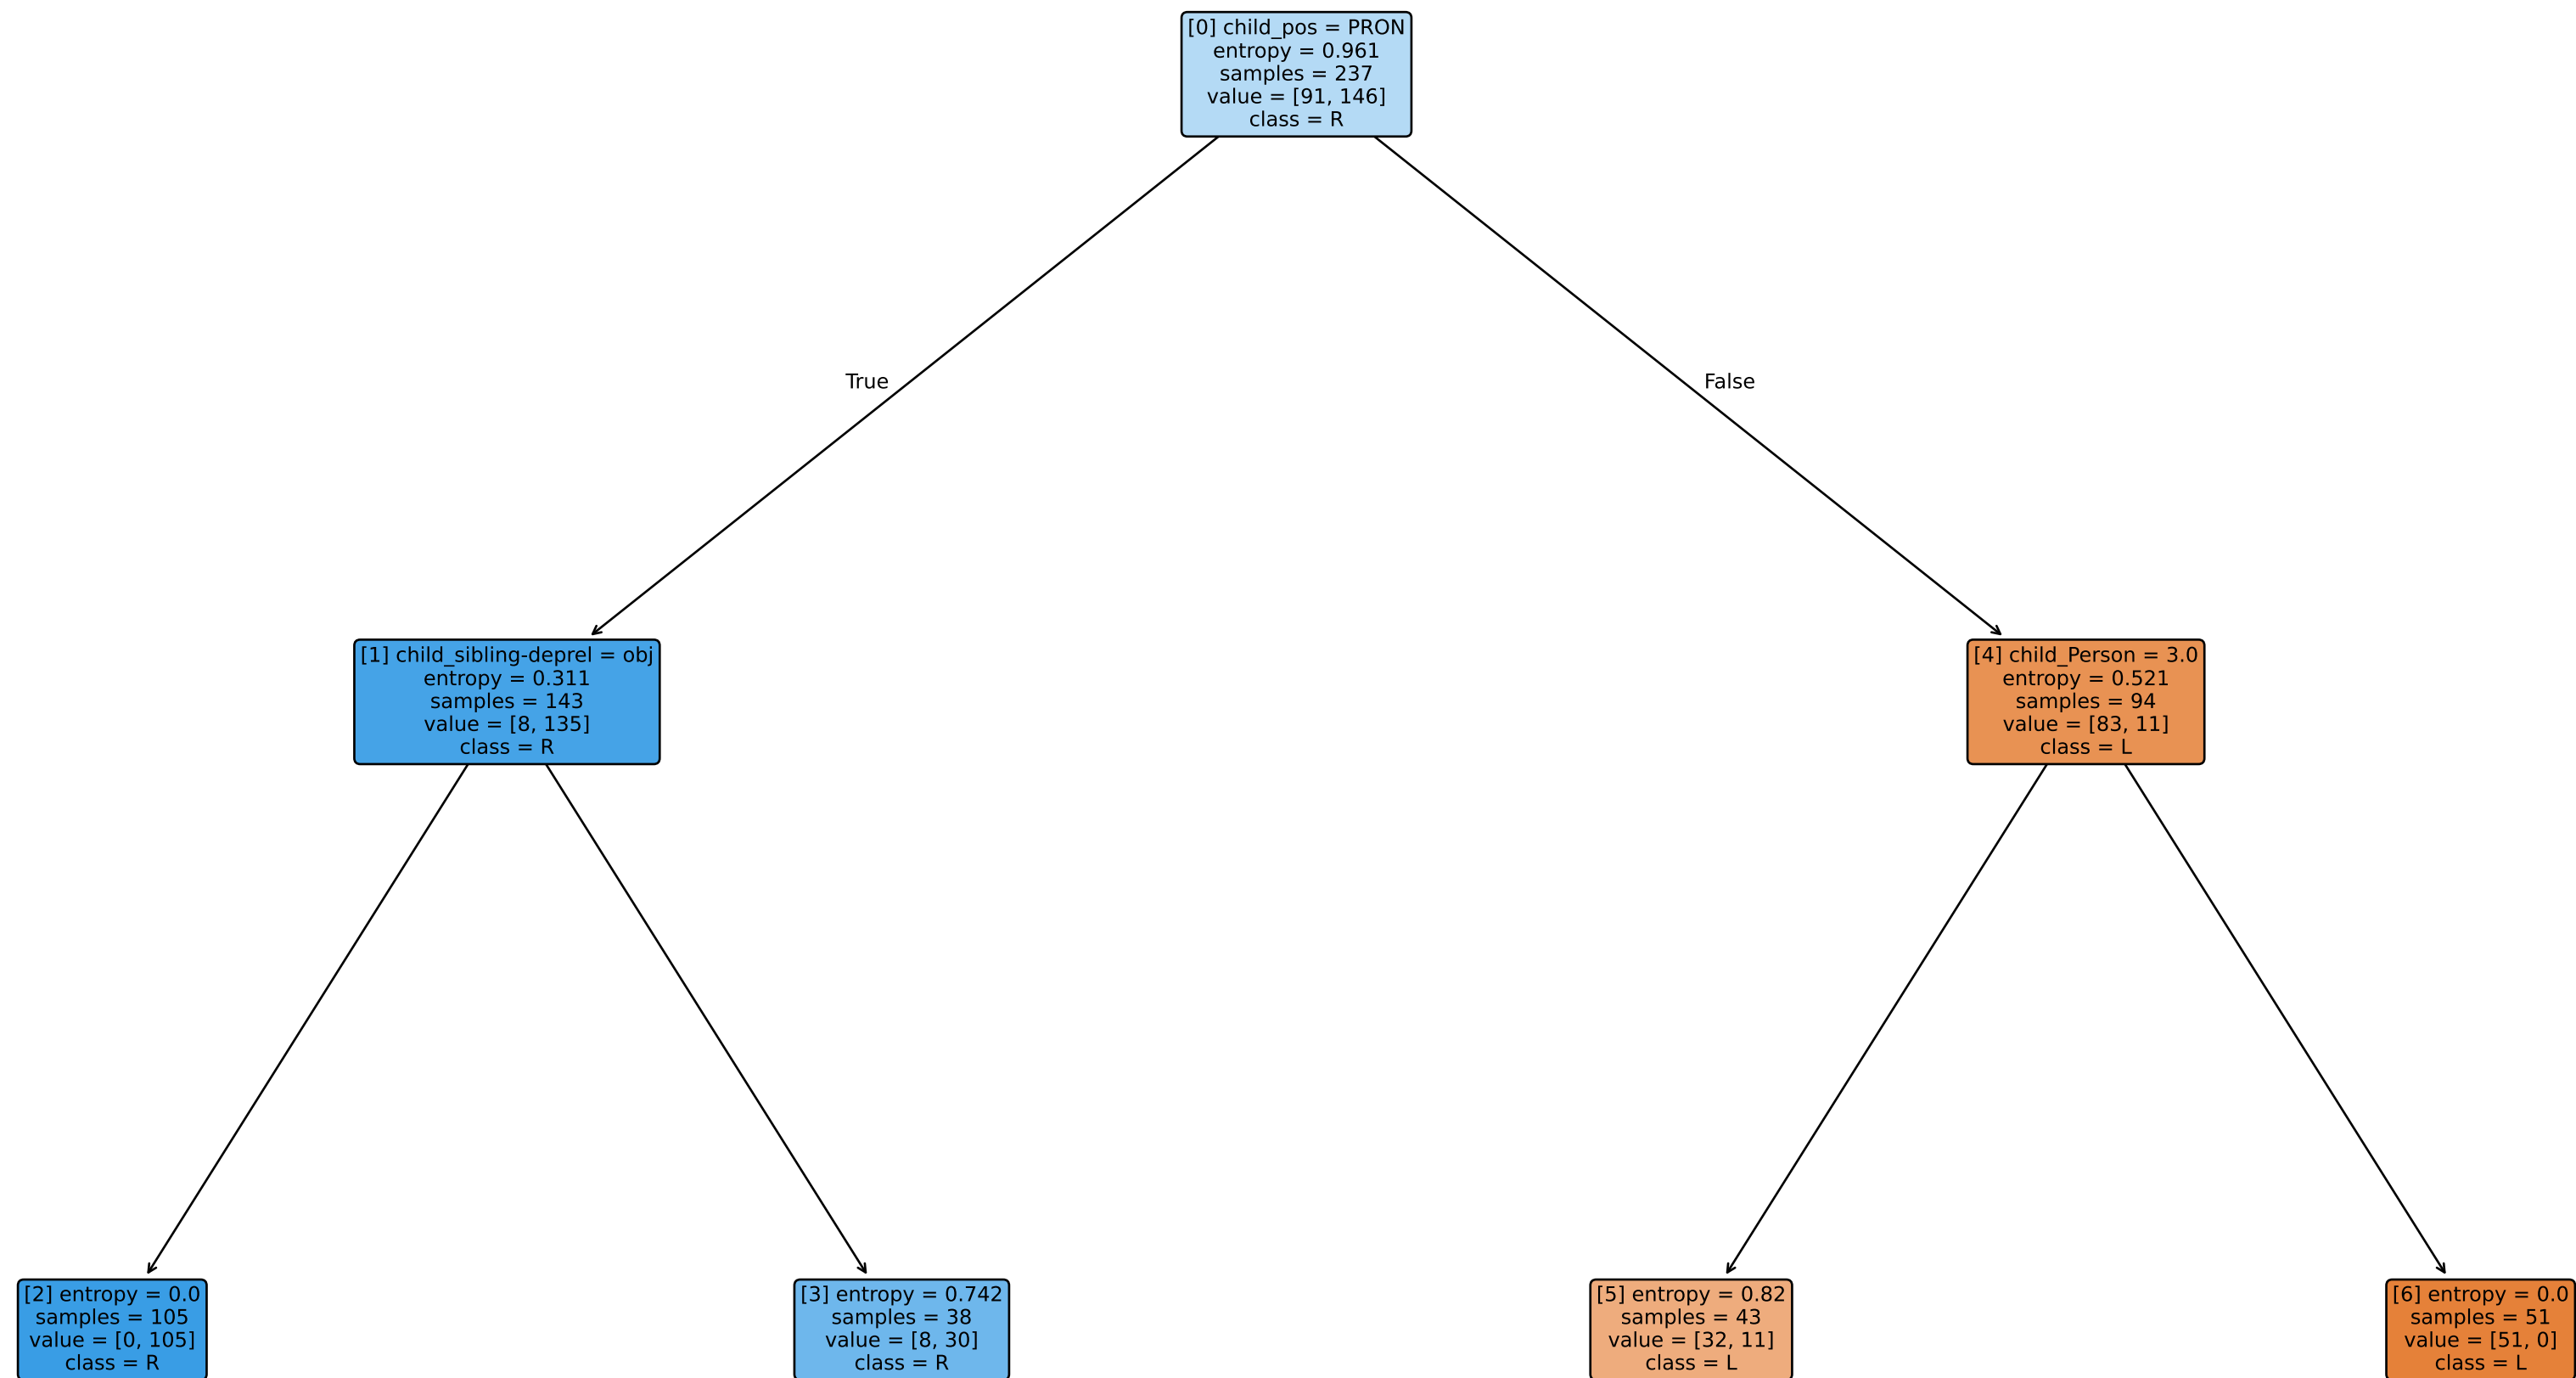 [0] child_pos = PRON
entropy = 0.961
samples = 237
value = [91, 146]
class = R
True
False
[1] child_sibling-deprel = obj
entropy = 0.311
samples = 143
value = [8, 135]
class = R
[4] child_Person = 3.0
entropy = 0.521
samples = 94
value = [83, 11]
class = L
[2] entropy = 0.0
samples = 105
value = [0, 105]
class = R
[3] entropy = 0.742
samples = 38
value = [8, 30]
class = R
[5] entropy = 0.82
samples = 43
value = [32, 11]
class = L
[6] entropy = 0.0
samples = 51
value = [51, 0]
class = L